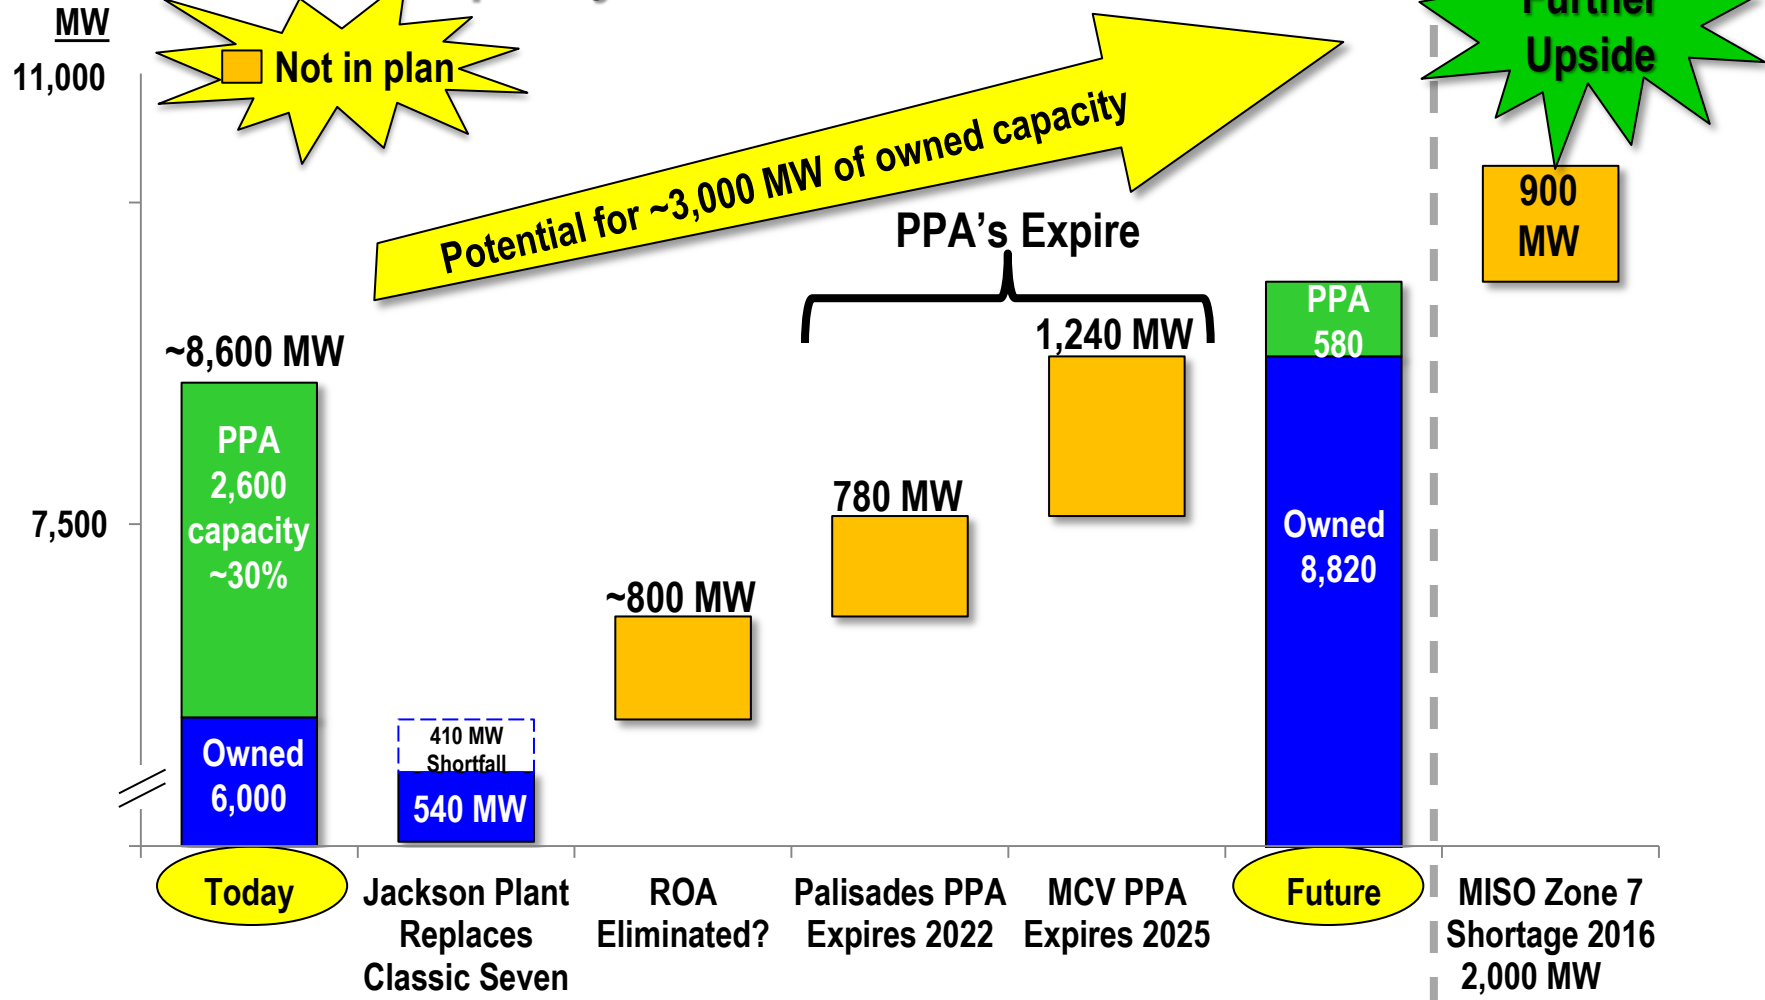 MW
11,000
7,500
Not in plan
Further
Upside
Potential for ~3,000 MW of owned capacity
PPA's Expire
~8,600 MW
PPA
2,600
capacity
~30%
Owned
6,000
410 MW
Shortfall
540 MW
~800 MW
780 MW
1,240 MW
PPA
580
Owned
8,820
900
MW
Today
Jackson Plant
Replaces
Classic Seven
ROA
Eliminated?
Palisades PPA
Expires 2022
MCV PPA
Expires 2025
Future
MISO Zone 7
Shortage 2016
2,000 MW